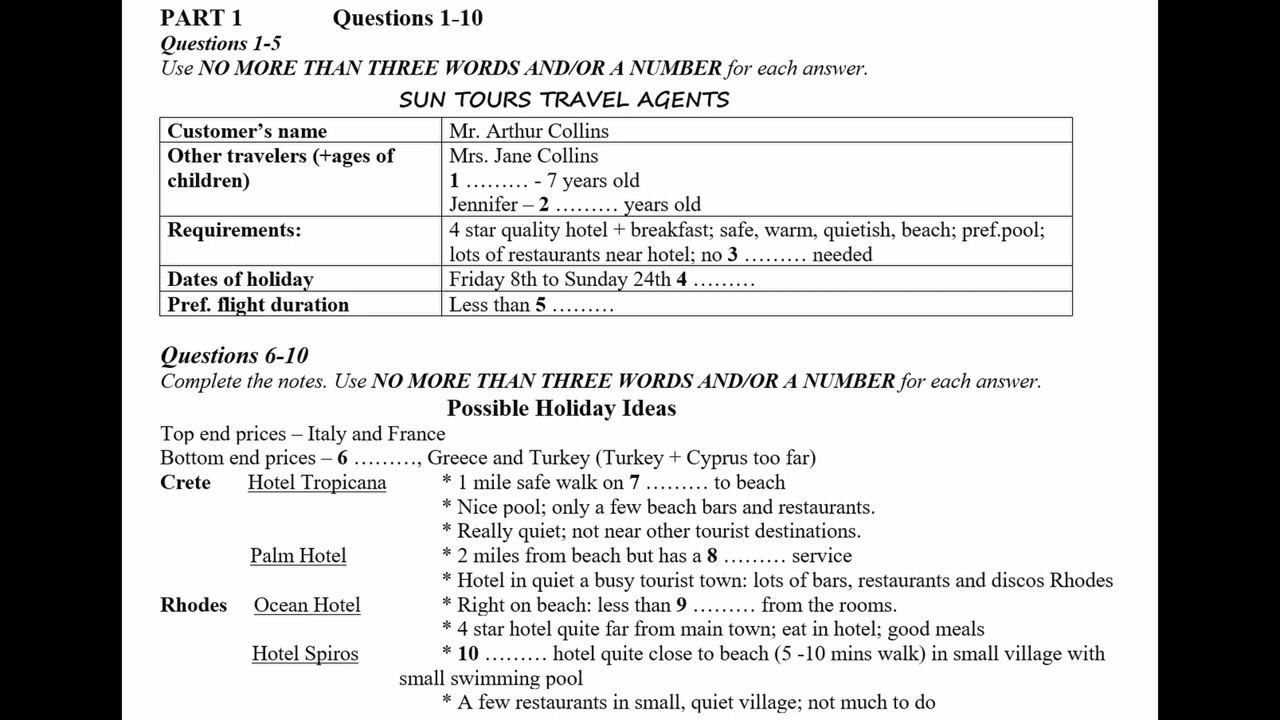 PART 1 Questions 1-10
Questions 1-5
Use NO MORE THAN THREE WORDS AND/OR A NUMBER for each answer.
SUN TOURS TRAVEL AGENTS
Customer's name Mr. Arthur Collins
Other travelers (+ages of children) Mrs. Jane Collins
1 ……… - 7 years old
Jennifer – 2 ……… years old
Requirements: 4 star quality hotel + breakfast; safe, warm, quietish, beach; pref.pool;
lots of restaurants near hotel; no 3 ……… needed
Dates of holiday Friday 8th to Sunday 24th 4 ………
Pref. flight duration Less than 5 ………
Questions 6-10
Complete the notes. Use NO MORE THAN THREE WORDS AND/OR A NUMBER for each answer.
Possible Holiday Ideas
Top end prices – Italy and France
Bottom end prices – 6 ………, Greece and Turkey (Turkey + Cyprus too far)
Crete Hotel Tropicana * 1 mile safe walk on 7 ……… to beach
* Nice pool; only a few beach bars and restaurants.
* Really quiet; not near other tourist destinations.
Palm Hotel * 2 miles from beach but has a 8 ……… service
* Hotel in quiet a busy tourist town: lots of bars, restaurants and discos Rhodes
Rhodes Ocean Hotel * Right on beach: less than 9 ……… from the rooms.
* 4 star hotel quite far from main town; eat in hotel; good meals
Hotel Spiros * 10 ……… hotel quite close to beach (5 -10 mins walk) in small village with
small swimming pool
* A few restaurants in small, quiet village; not much to do